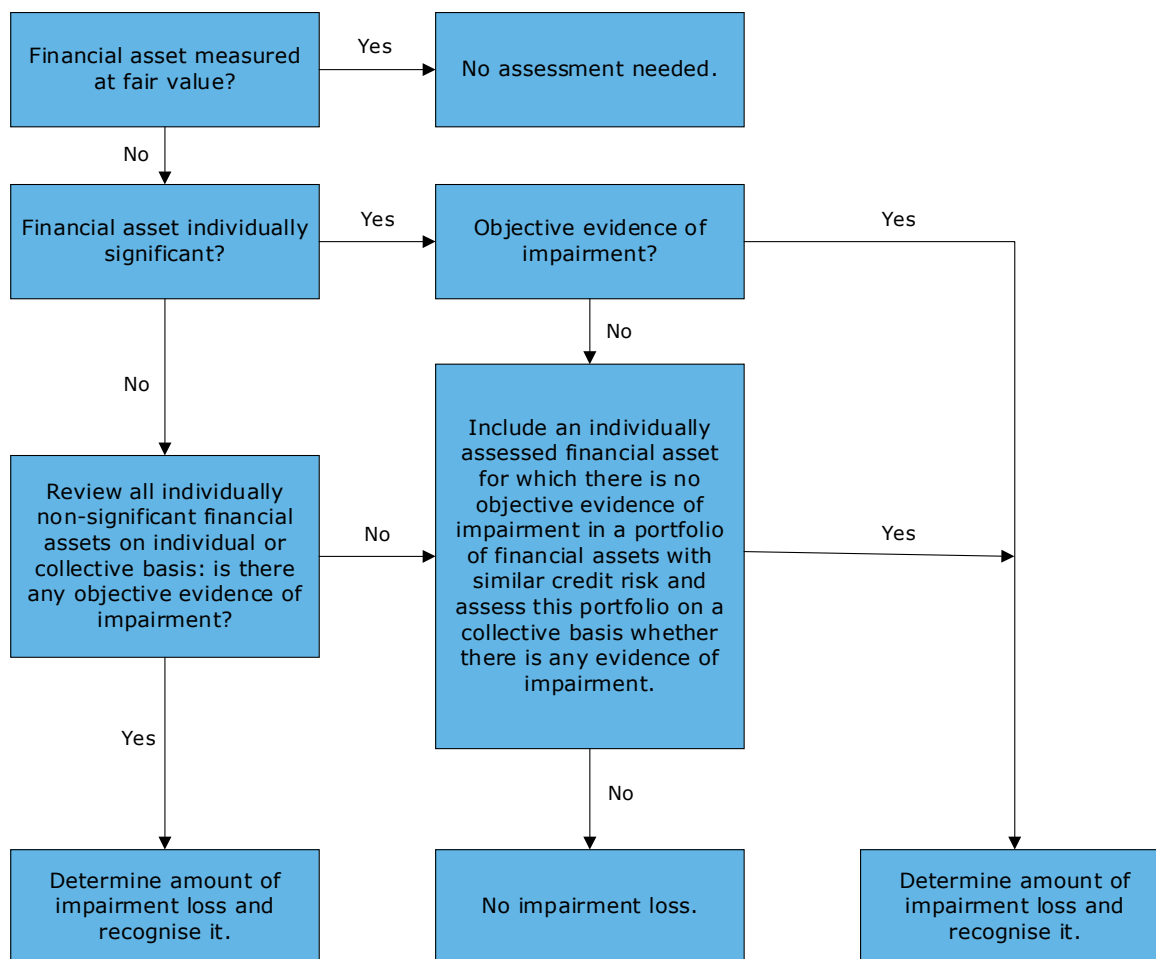 Financial asset measured
at fair value?
Yes
No assessment needed.
No
Financial asset individually
significant?
Yes
Objective evidence of
impairment?
Yes
No
No
Include an individually
assessed financial asset
for which there is no
objective evidence of
impairment in a portfolio
of financial assets with
similar credit risk and
assess this portfolio on a
collective basis whether
there is any evidence of
impairment.
Review all individually
non-significant financial
assets on individual or
collective basis: is there
any objective evidence of
impairment?
No
Yes
Yes
No
Determine amount of
impairment loss and
recognise it.
No impairment loss.
Determine amount of
impairment loss and
recognise it.